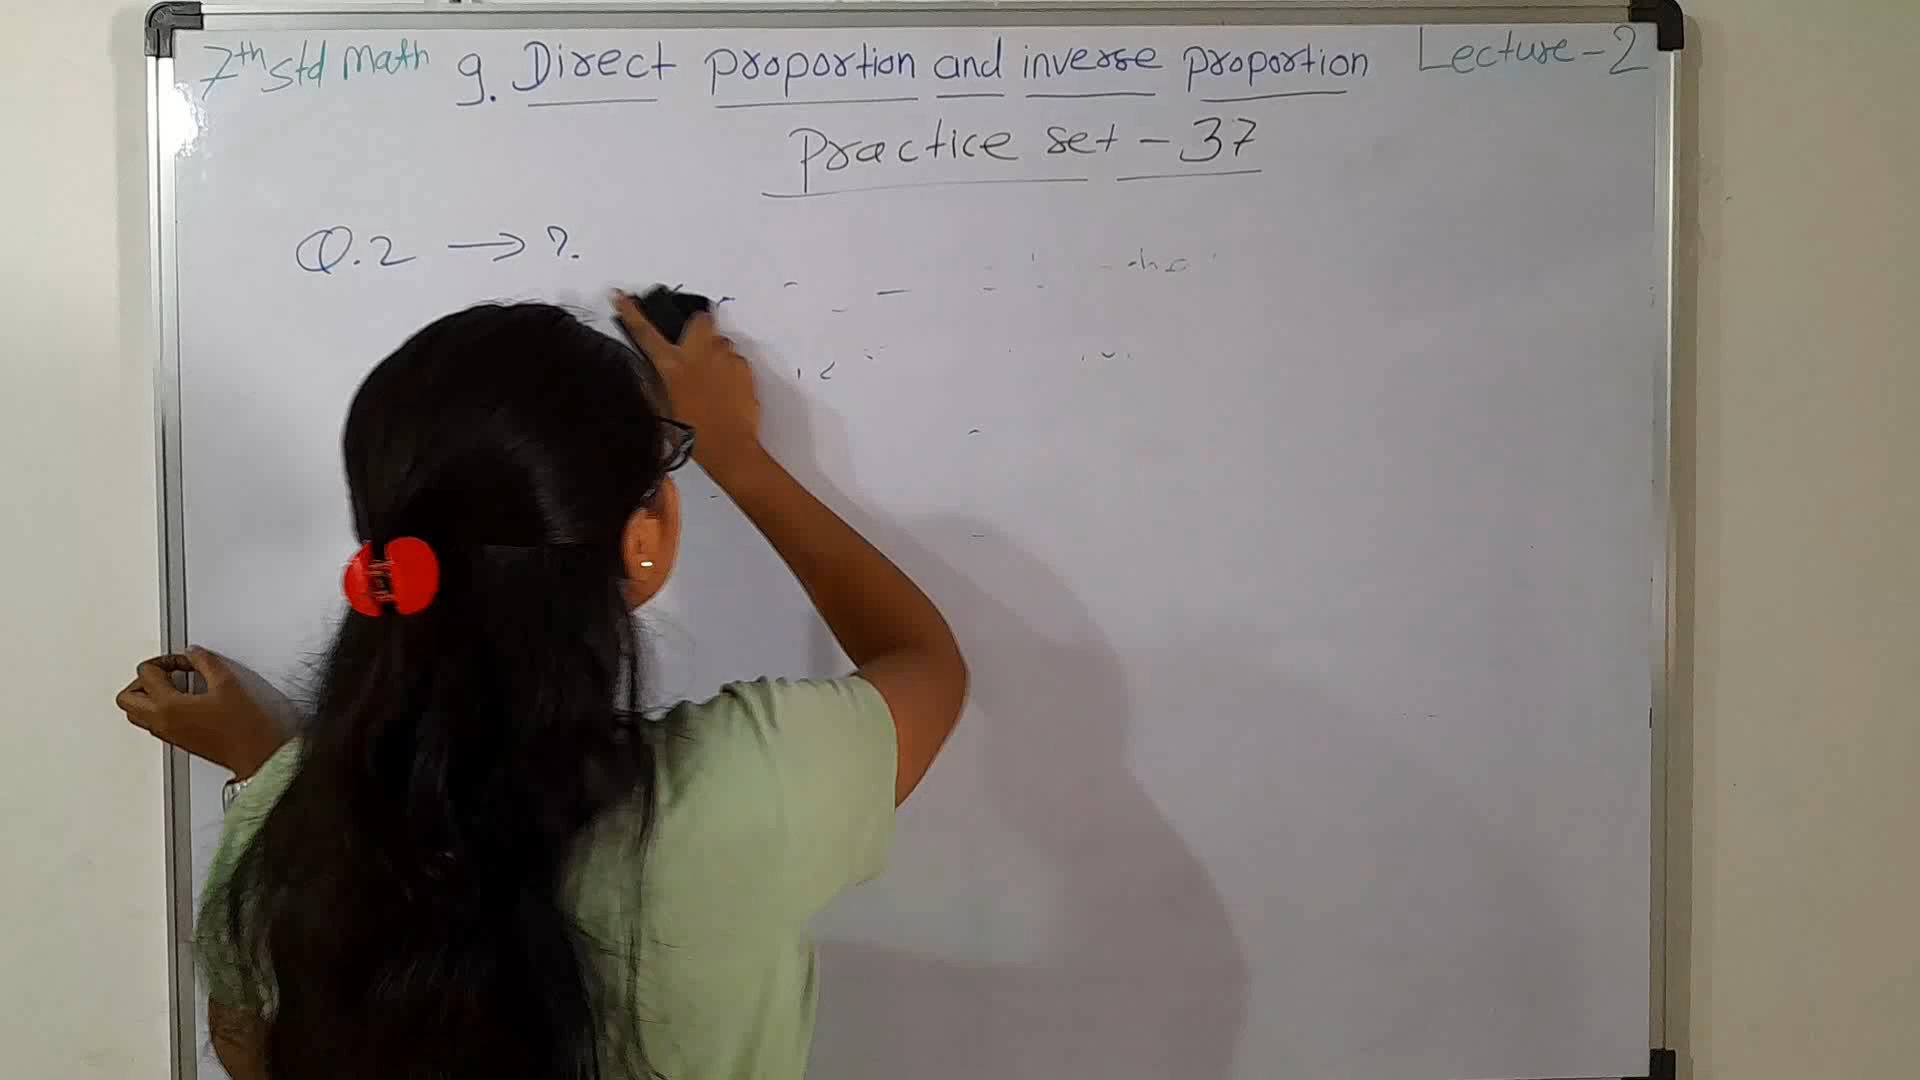 7th std Math 9. Direct proportion and inverse proportion Lecture-2
Practice set - 37
Q.2 → ?.